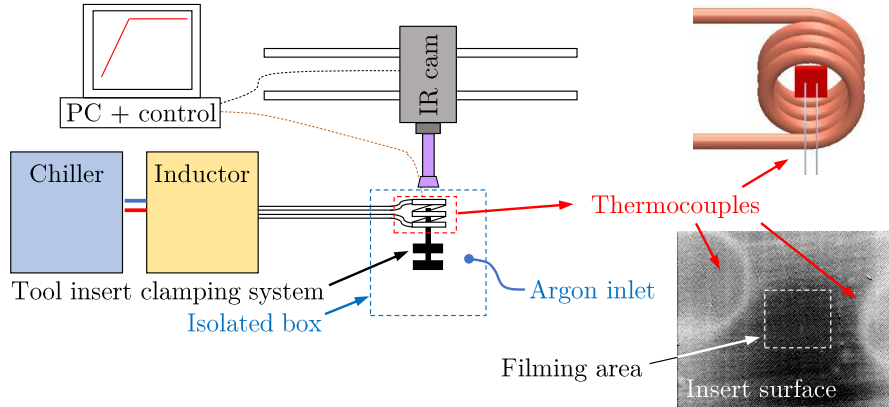 IR cam
PC + control
Chiller
Inductor
Thermocouples
Tool insert clamping system
Argon inlet
Isolated box
Filming area
Insert surface